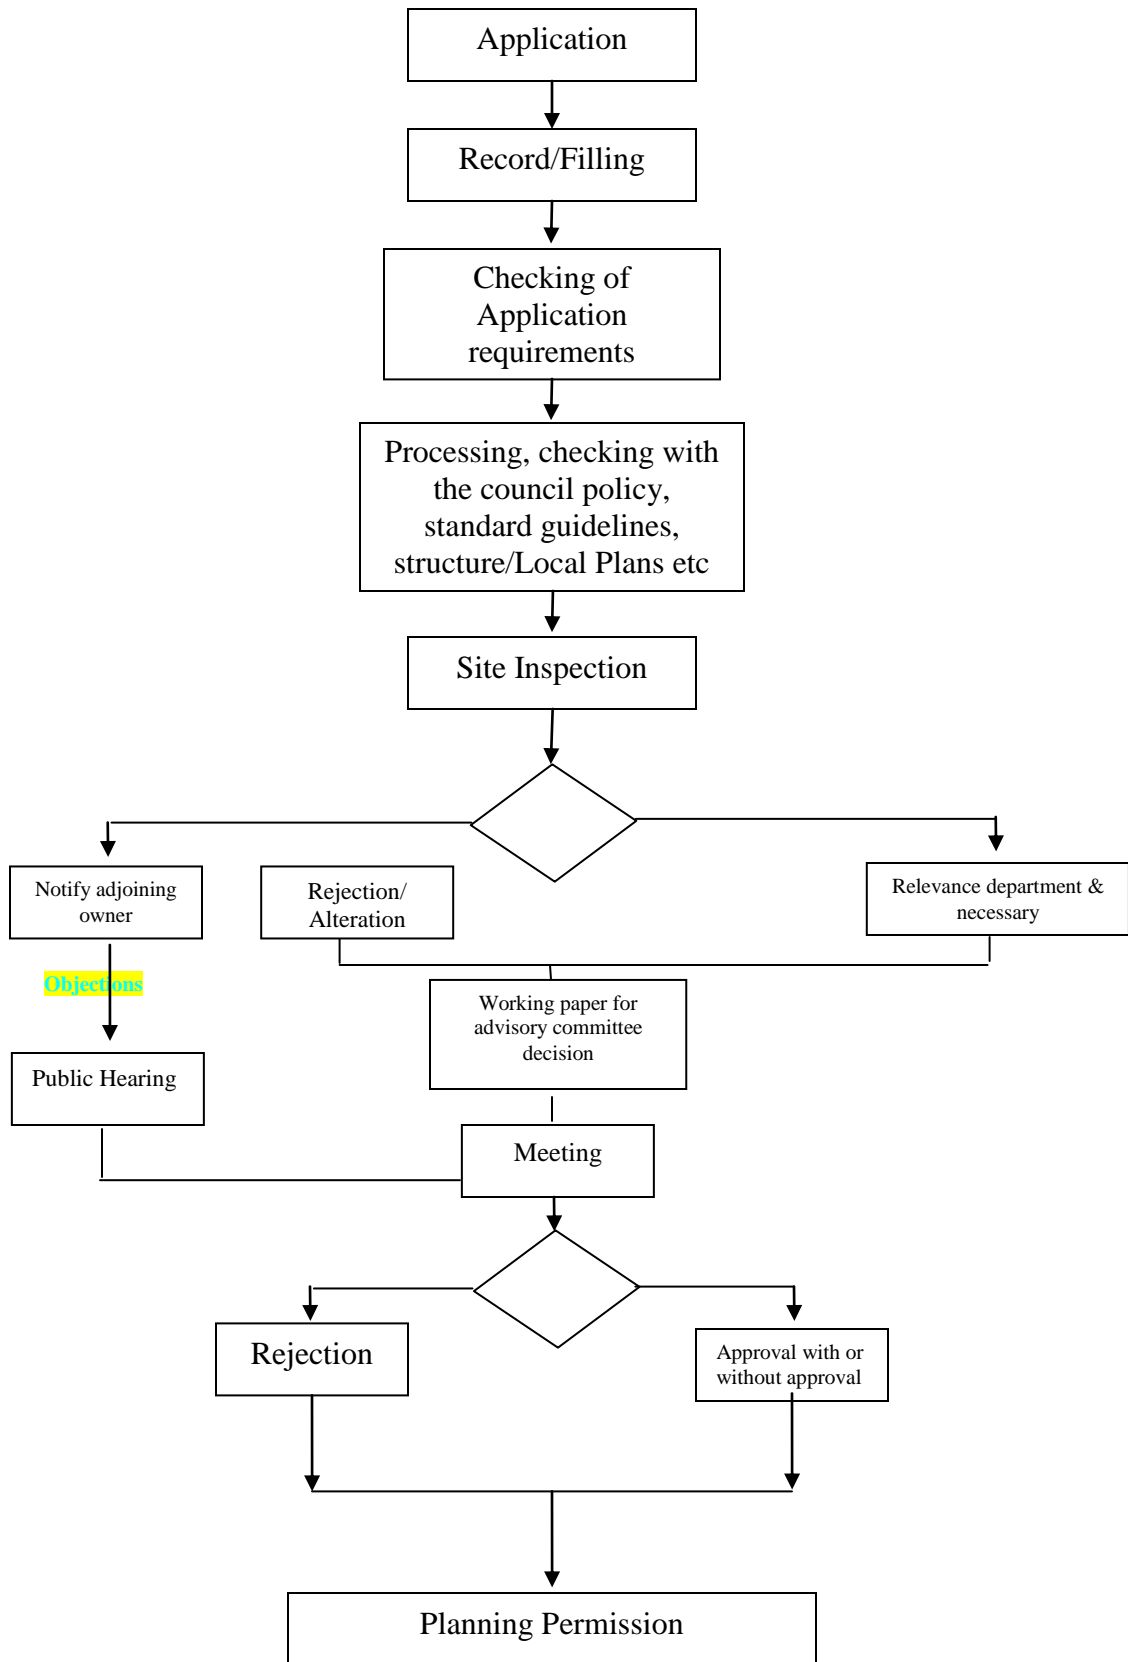 Application
Record/Filling
Checking of
Application
requirements
Processing, checking with
the council policy,
standard guidelines,
structure/Local Plans etc
Site Inspection
Notify adjoining
owner
Rejection/
Alteration
Relevance department &
necessary
Objections
Working paper for
advisory committee
decision
Public Hearing
Meeting
Rejection
Approval with or
without approval
Planning Permission